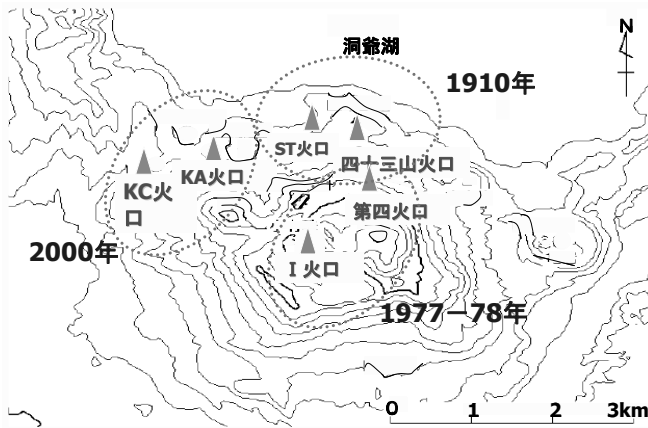 洞爺湖
N
1910年
ST火口
四十三山火口
KA火口
KC火
口
第四火口
2000年
I 火口
1977－78年
0 1 2 3km